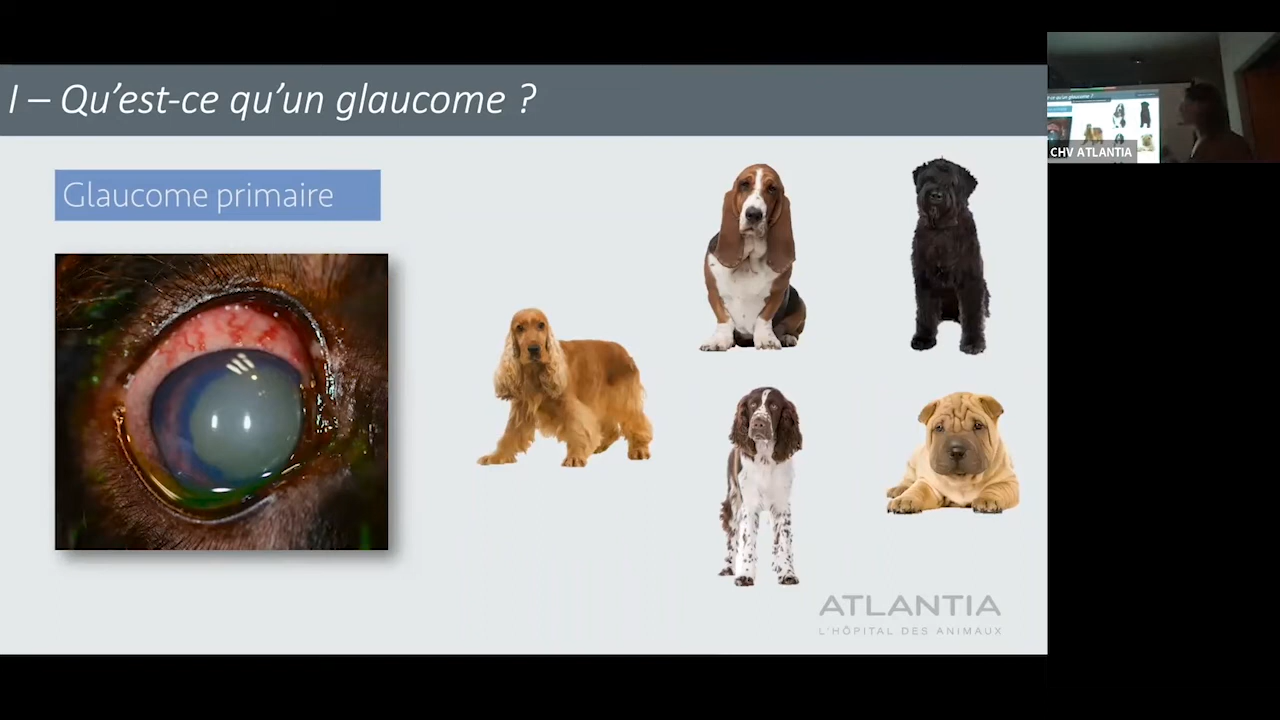 I – Qu’est-ce qu’un glaucome ?
Glaucome primaire
ATLANTIA
L'HÔPITAL DES ANIMAUX
CHV ATLANTIA